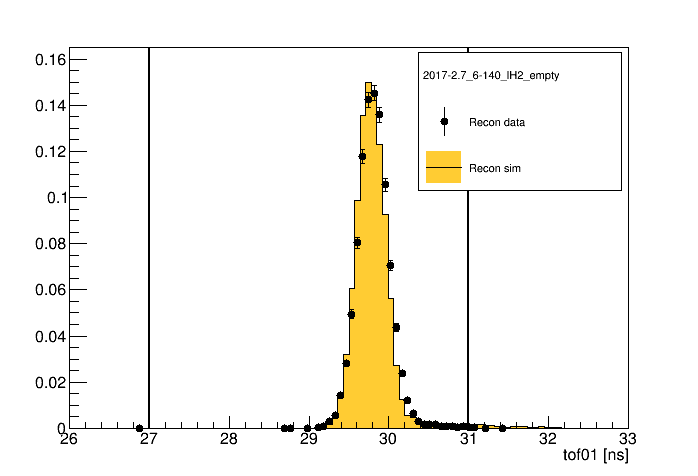 2017-2.7_6-140_lH2_empty
Recon data
Recon sim
0.16
0.14
0.12
0.1
0.08
0.06
0.04
0.02
0
26 27 28 29 30 31 32 33
tof01 [ns]